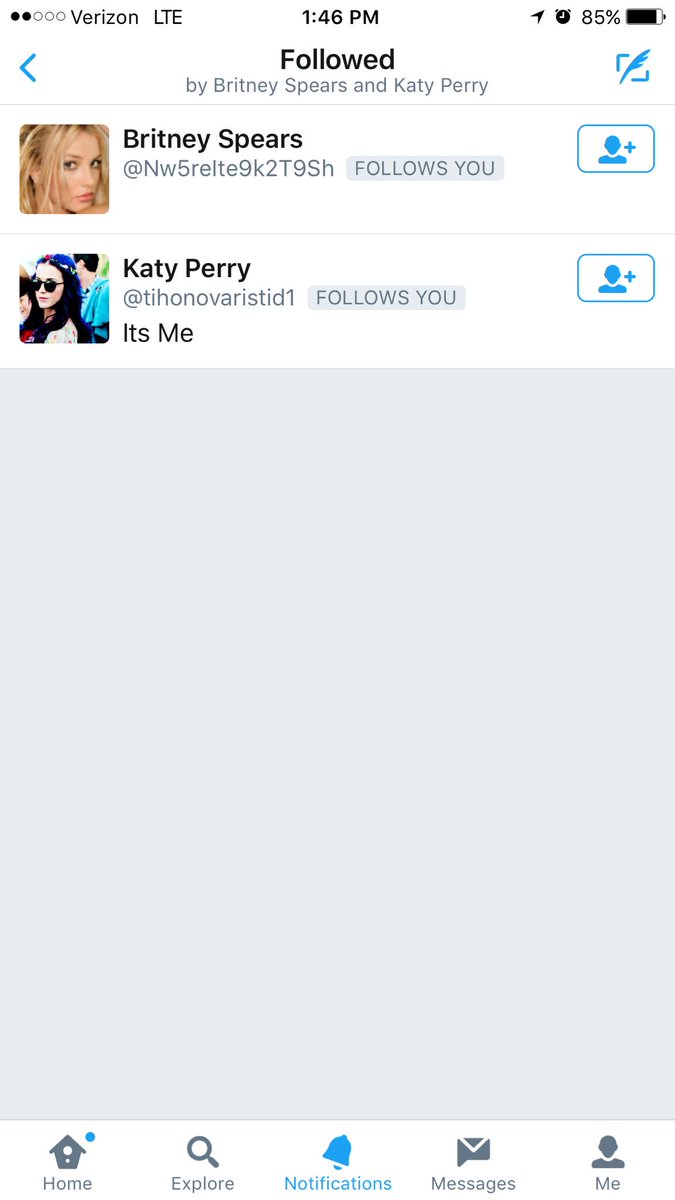 Verizon LTE 1:46 PM 85%
Followed
by Britney Spears and Katy Perry
Britney Spears
@Nw5reIte9k2T9Sh FOLLOWS YOU
Katy Perry
@tihonovaristid1 FOLLOWS YOU
Its Me
Home Explore Notifications Messages Me